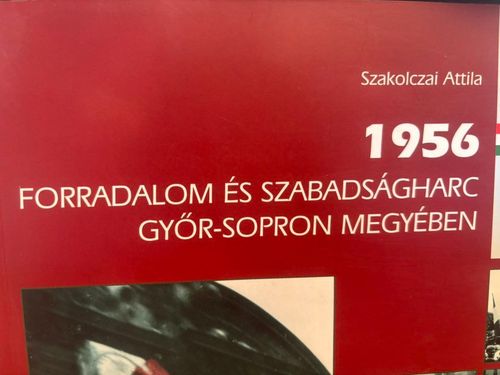 Szakolczai Attila
1956
FORRADALOM ÉS SZABADSÁGHARC
GYŐR-SOPRON MEGYÉBEN